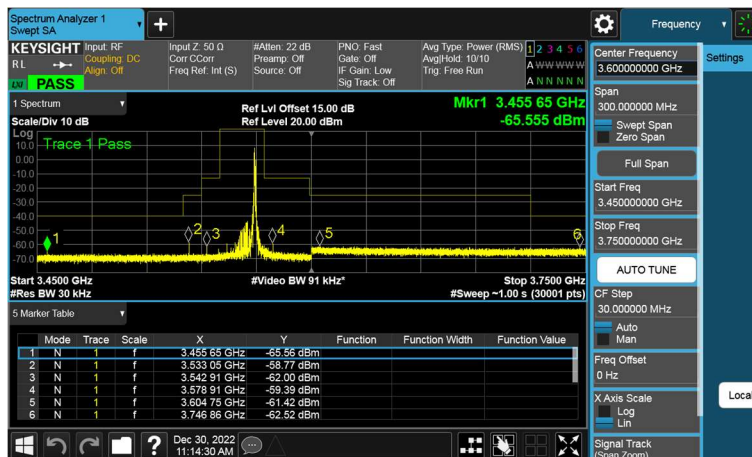 Spectrum Analyzer 1
Swept SA
Frequency
KEYSIGHT
RL
LXI PASS
Input: RF
Coupling: DC
Align: Off
Input Z: 50 Ω
Corr CCorr
Freq Ref: Int (S)
#Atten: 22 dB
Preamp: Off
Source: Off
PNO: Fast
Gate: Off
IF Gain: Low
Sig Track: Off
Avg Type: Power (RMS)
Avg|Hold: 10/10
Trig: Free Run
1 2 3 4 5 6
A W W W W W
A N N N N N
1 Spectrum
Scale/Div 10 dB
Ref Lvl Offset 15.00 dB
Ref Level 20.00 dBm
Mkr1 3.455 65 GHz
-65.555 dBm
Log
Trace 1 Pass
10.0
0.00
-10.0
-20.0
-30.0
-40.0
-50.0
-60.0
-70.0
1
2
3
4
5
6
Start 3.4500 GHz
#Res BW 30 kHz
#Video BW 91 kHz*
Stop 3.7500 GHz
#Sweep ~1.00 s (30001 pts)
5 Marker Table
Mode Trace Scale X Y Function Function Width Function Value
1 N 1 f 3.455 65 GHz -65.56 dBm
2 N 1 f 3.533 05 GHz -58.77 dBm
3 N 1 f 3.542 91 GHz -62.00 dBm
4 N 1 f 3.578 91 GHz -59.39 dBm
5 N 1 f 3.604 75 GHz -61.42 dBm
6 N 1 f 3.746 86 GHz -62.52 dBm
?
Dec 30, 2022
11:14:30 AM
Center Frequency
3.600000000 GHz
Settings
Span
300.000000 MHz
Swept Span
Zero Span
Full Span
Start Freq
3.450000000 GHz
Stop Freq
3.750000000 GHz
AUTO TUNE
CF Step
30.000000 MHz
Auto
Man
Freq Offset
0 Hz
X Axis Scale
Log
Lin
Local
Signal Track
(Span Zoom)